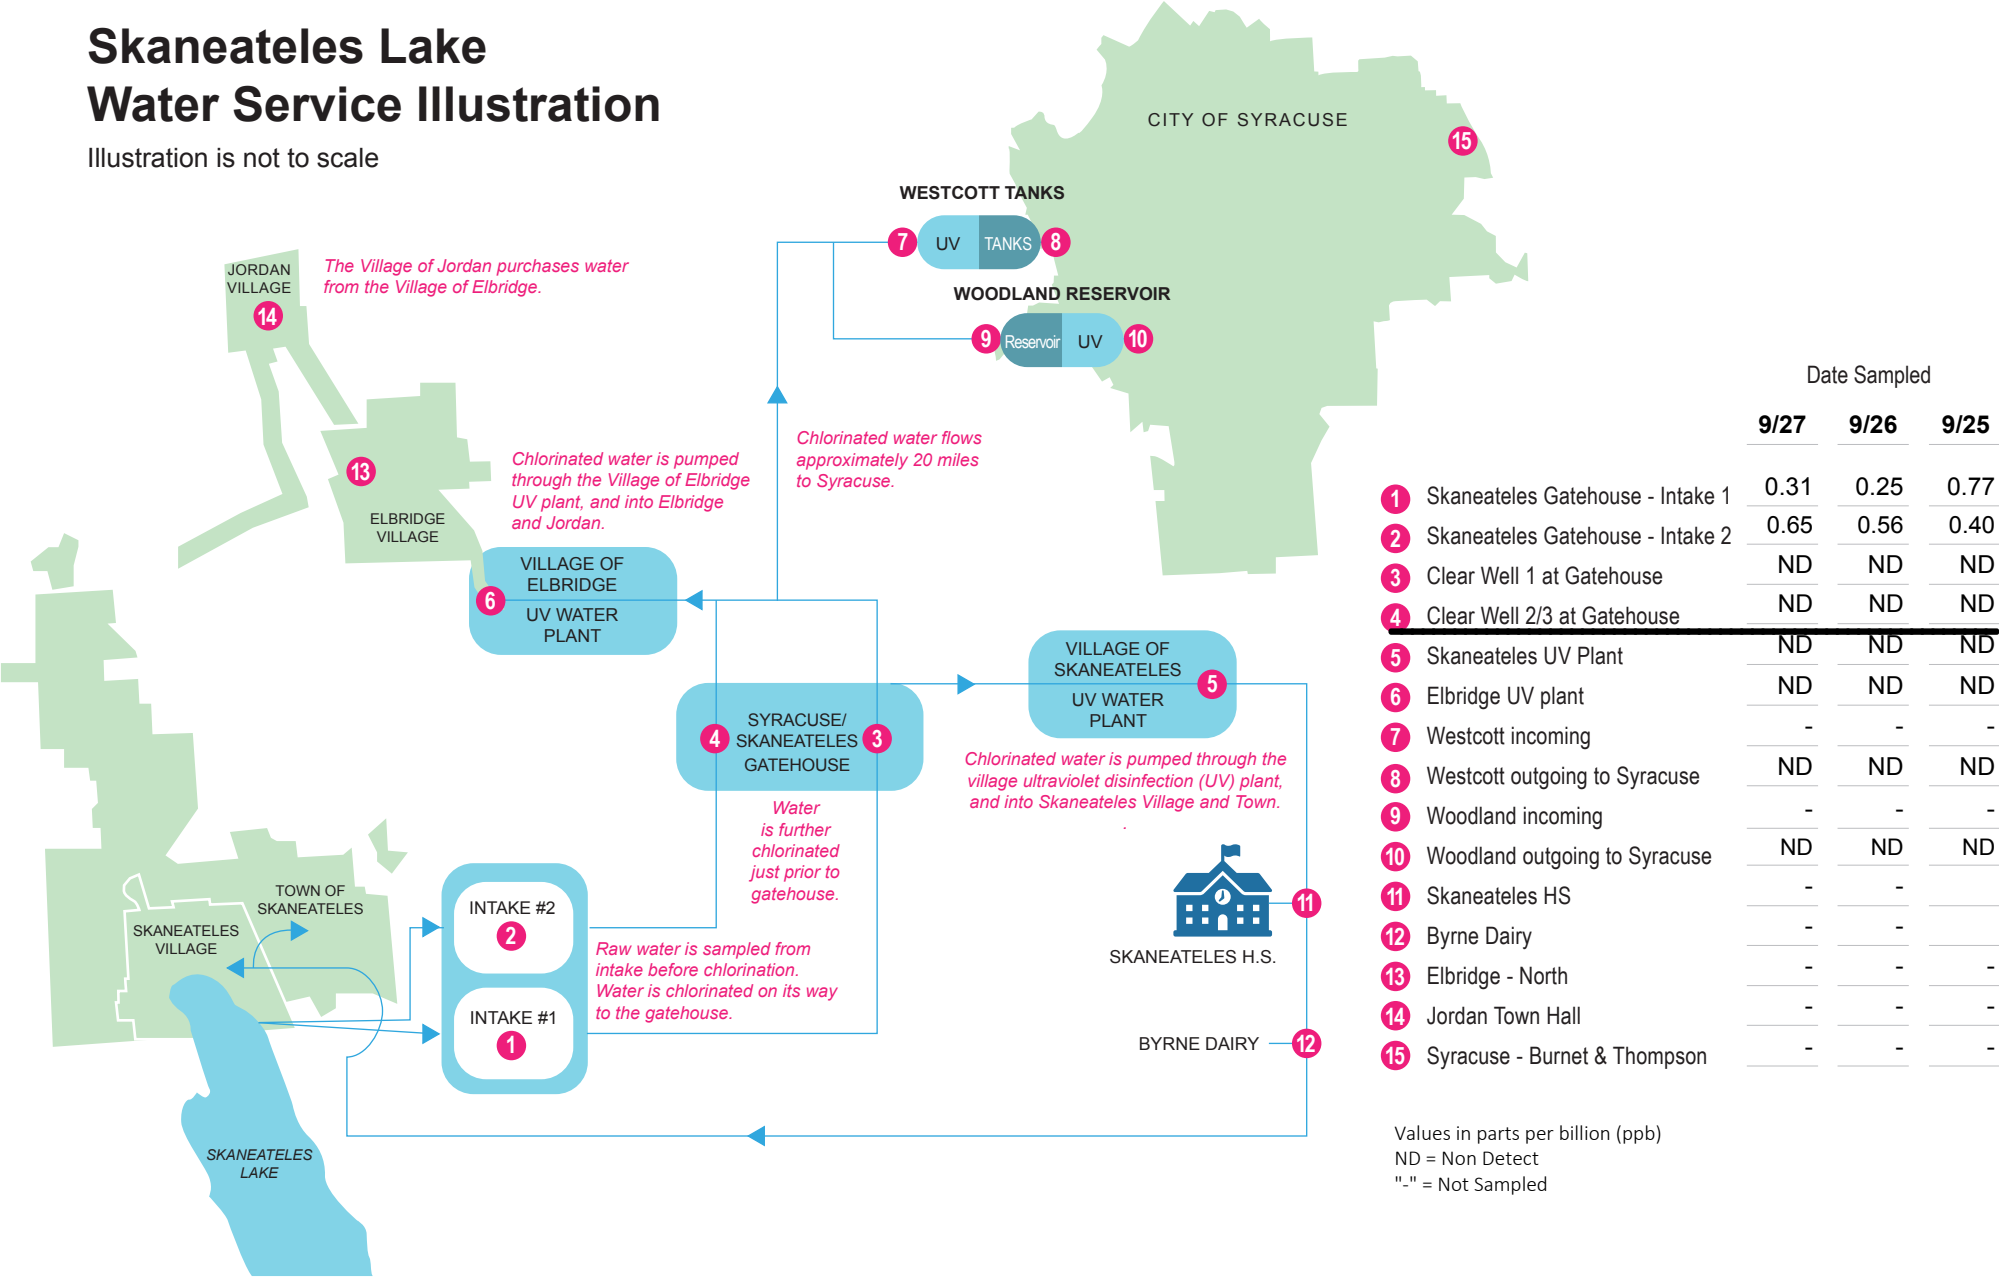 Skaneateles Lake
Water Service Illustration
Illustration is not to scale
CITY OF SYRACUSE
15
WESTCOTT TANKS
7
UV
TANKS
8
WOODLAND RESERVOIR
9
Reservoir
UV
10
JORDAN
VILLAGE
14
The Village of Jordan purchases water
from the Village of Elbridge.
13
ELBRIDGE
VILLAGE
Chlorinated water is pumped
through the Village of Elbridge
UV plant, and into Elbridge
and Jordan.
Chlorinated water flows
approximately 20 miles
to Syracuse.
VILLAGE OF
ELBRIDGE
6
UV WATER
PLANT
VILLAGE OF
SKANEATELES
5
UV WATER
PLANT
SYRACUSE/
4 SKANEATELES 3
GATEHOUSE
Chlorinated water is pumped through the
village ultraviolet disinfection (UV) plant,
and into Skaneateles Village and Town.
.
Water
is further
chlorinated
just prior to
gatehouse.
TOWN OF
SKANEATELES
SKANEATELES
VILLAGE
INTAKE #2
2
INTAKE #1
1
Raw water is sampled from
intake before chlorination.
Water is chlorinated on its way
to the gatehouse.
11
SKANEATELES H.S.
BYRNE DAIRY
12
SKANEATELES
LAKE
Date Sampled
9/27 9/26 9/25
1 Skaneateles Gatehouse - Intake 1 0.31 0.25 0.77
2 Skaneateles Gatehouse - Intake 2 0.65 0.56 0.40
3 Clear Well 1 at Gatehouse ND ND ND
4 Clear Well 2/3 at Gatehouse ND ND ND
5 Skaneateles UV Plant ND ND ND
6 Elbridge UV plant ND ND ND
7 Westcott incoming - - -
8 Westcott outgoing to Syracuse ND ND ND
9 Woodland incoming - - -
10 Woodland outgoing to Syracuse ND ND ND
11 Skaneateles HS - -
12 Byrne Dairy - -
13 Elbridge - North - - -
14 Jordan Town Hall - - -
15 Syracuse - Burnet & Thompson - - -
Values in parts per billion (ppb)
ND = Non Detect
"-" = Not Sampled